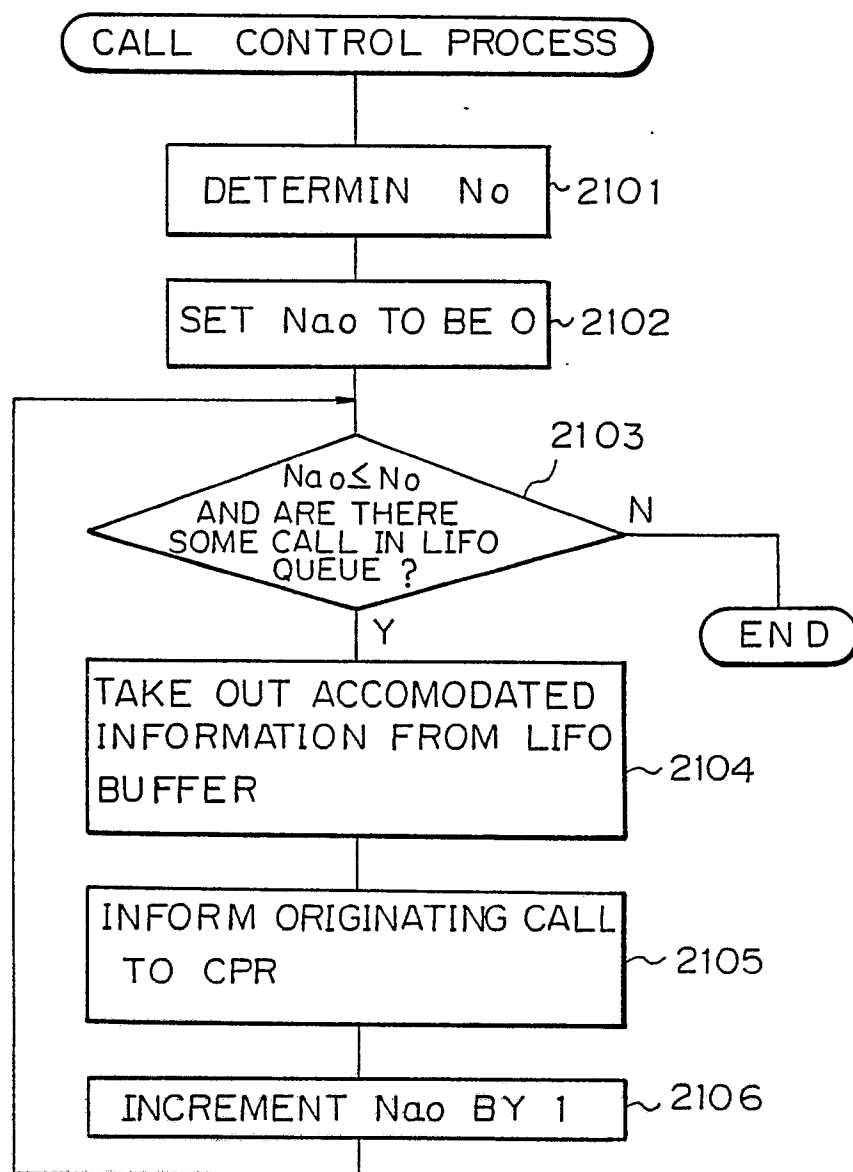 CALL CONTROL PROCESS
DETERMIN No
2101
SET Nao TO BE 0
2102
2103
Nao≤No
AND ARE THERE
SOME CALL IN LIFO
QUEUE ?
N
END
Y
TAKE OUT ACCOMODATED
INFORMATION FROM LIFO
BUFFER
2104
INFORM ORIGINATING CALL
TO CPR
2105
INCREMENT Nao BY 1
2106